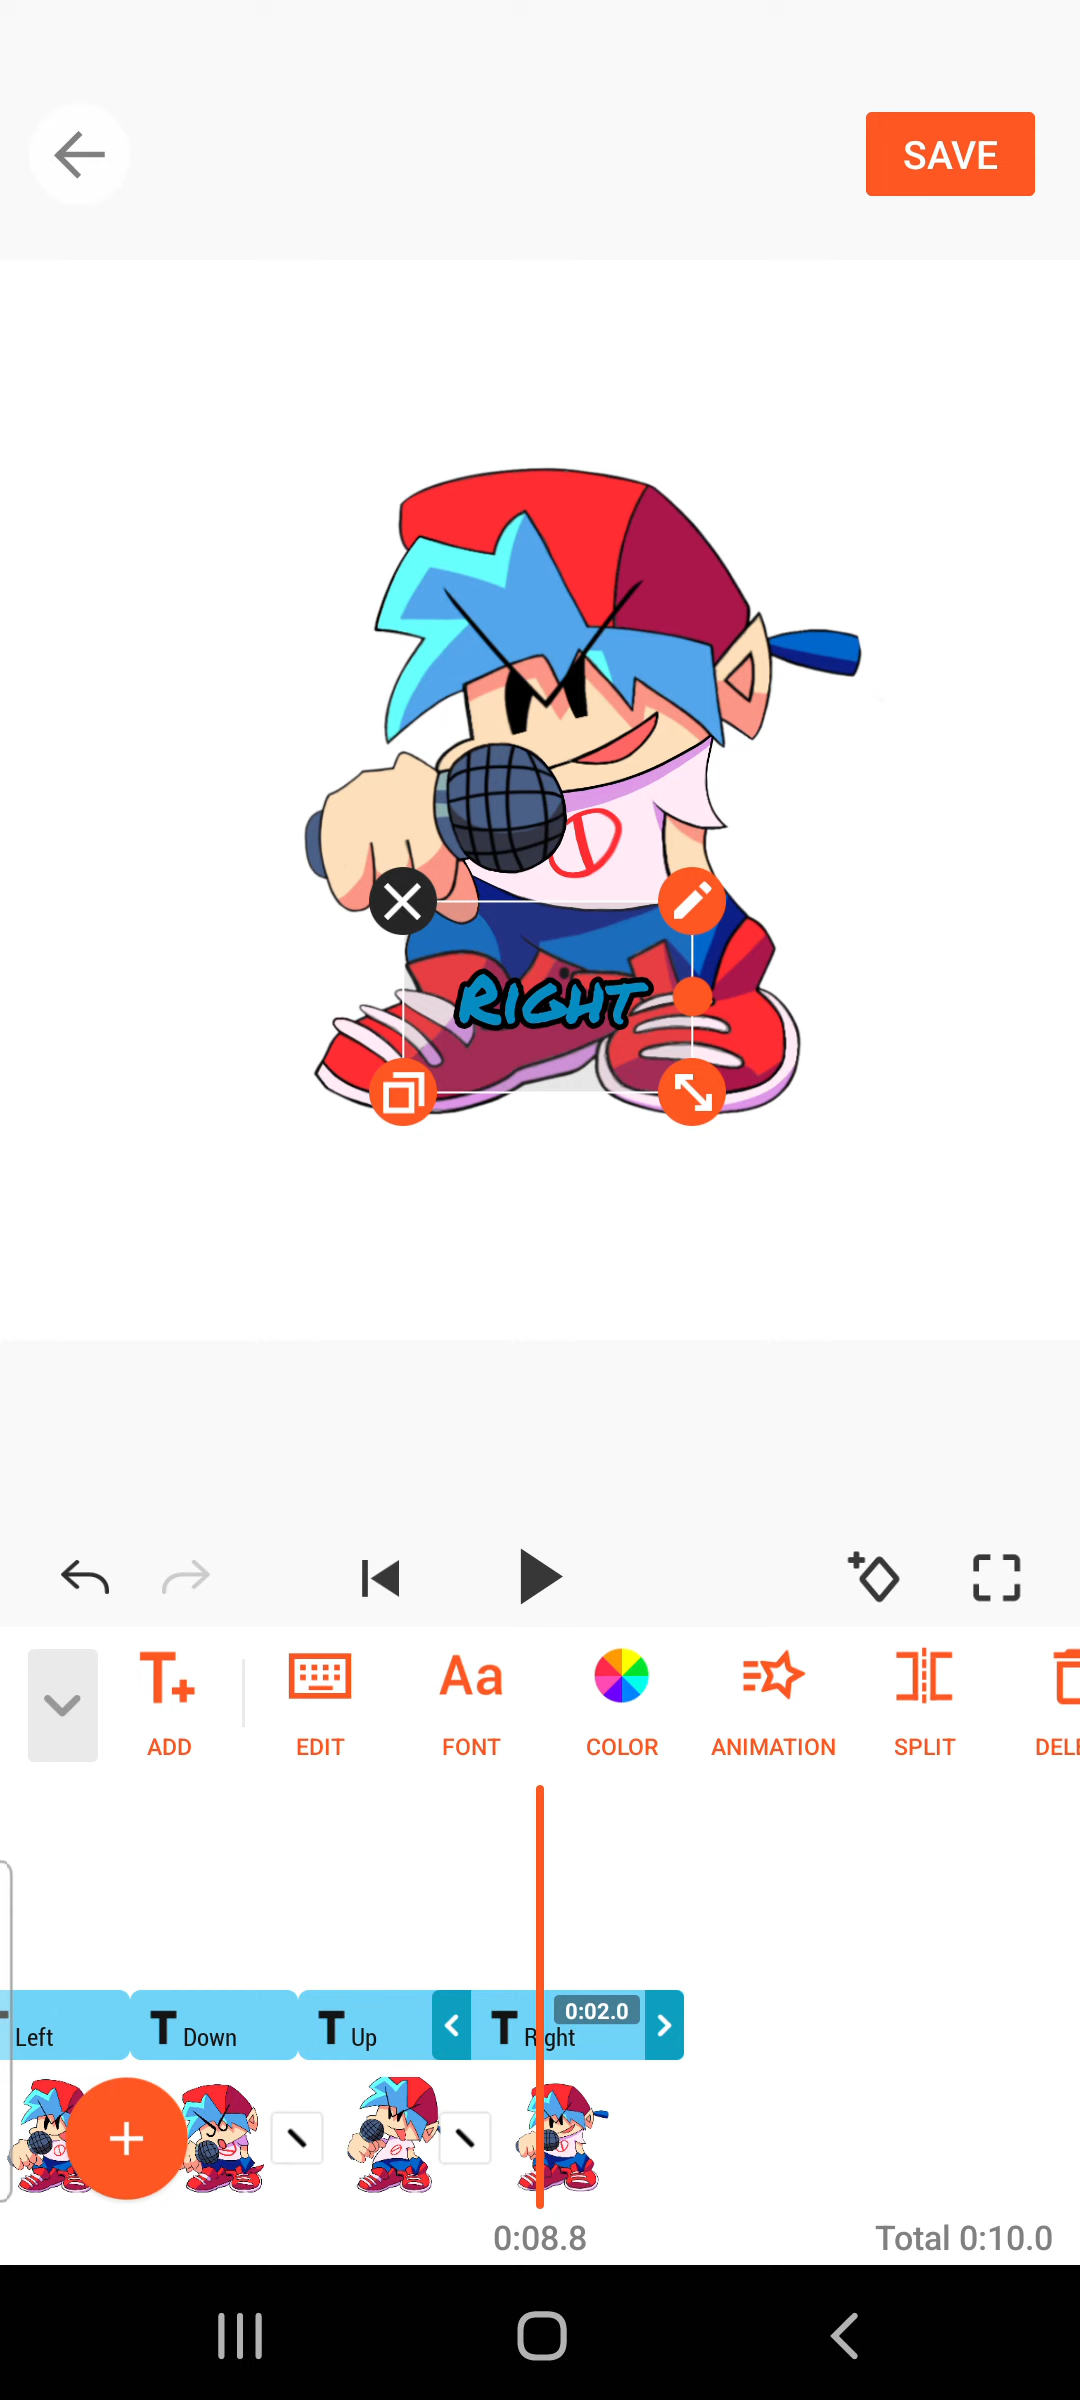 SAVE
Right
ADD
EDIT
Aa
FONT
COLOR
ANIMATION
SPLIT
DELE
0:02.0
T Left
T Down
T Up
T Right
0:08.8
Total 0:10.0